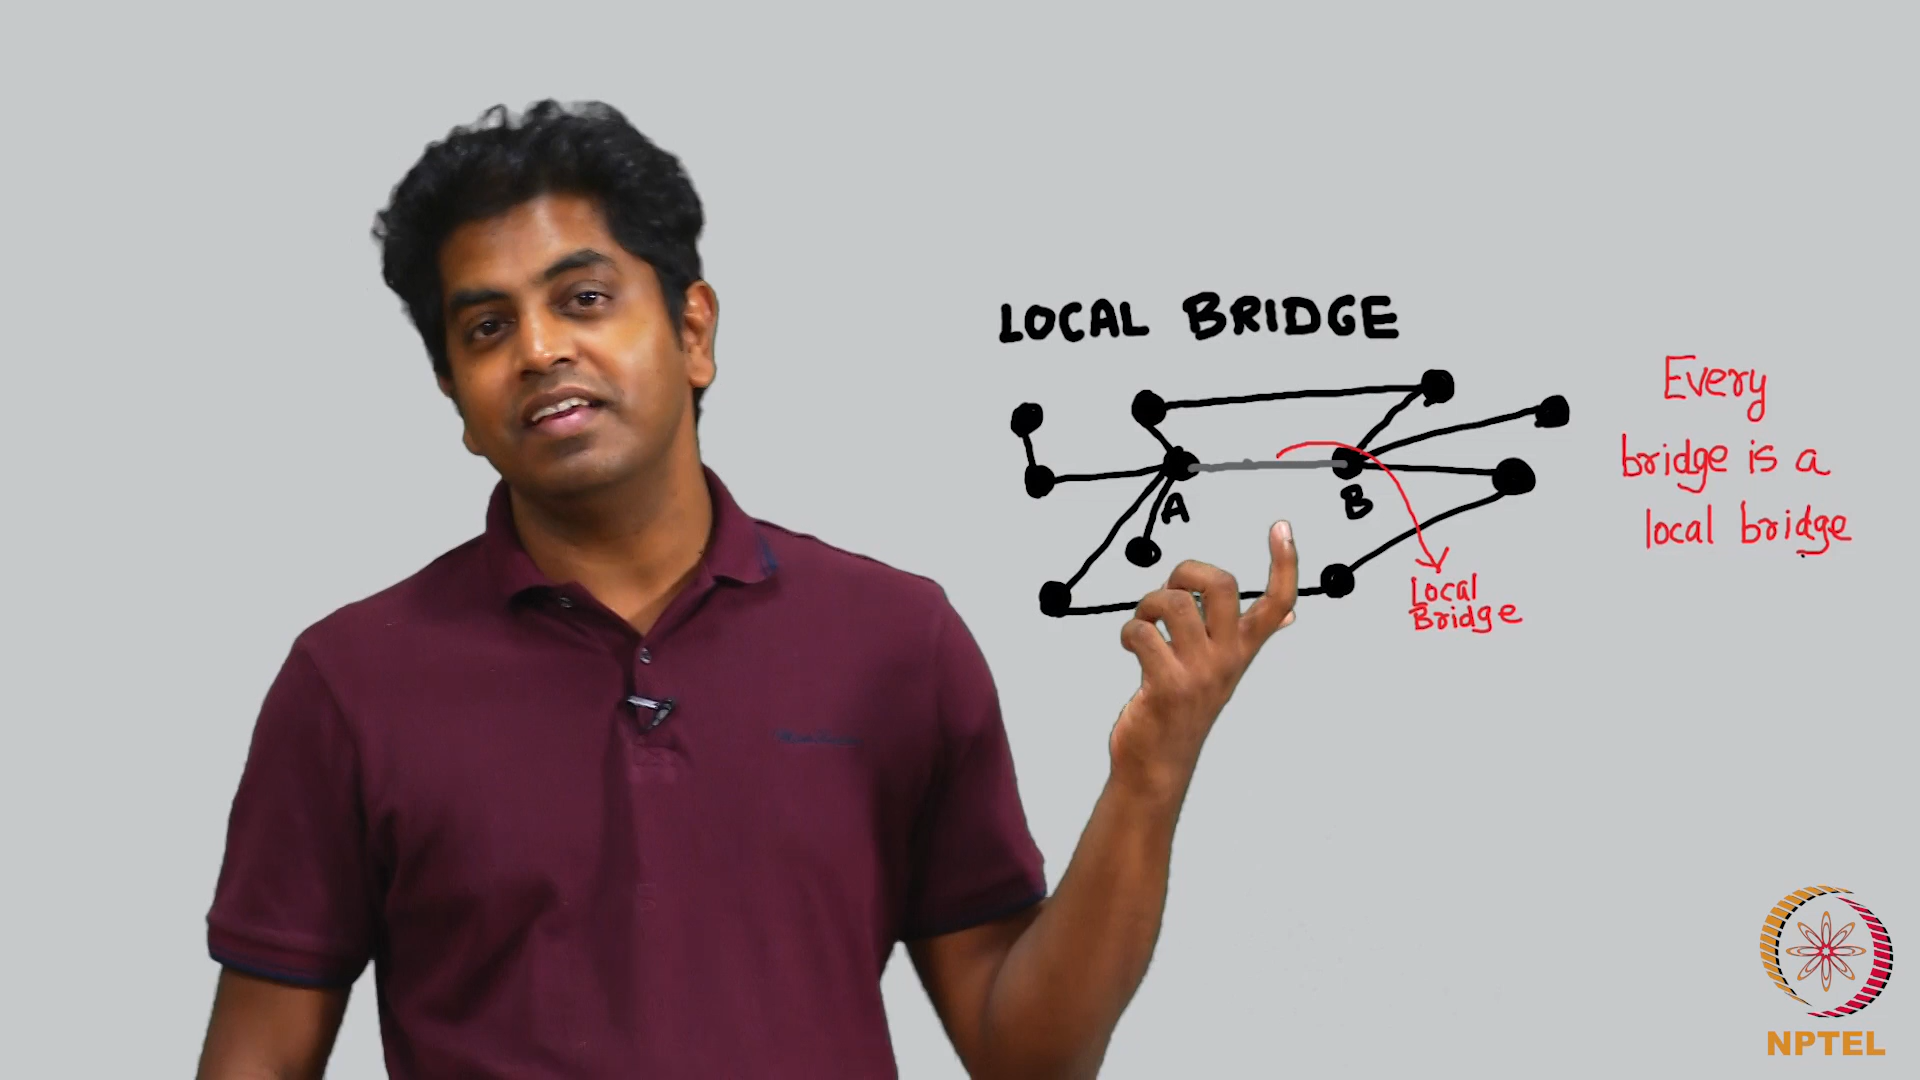 LOCAL BRIDGE
A
B
Local
Bridge
Every
bridge is a
local bridge
NPTEL